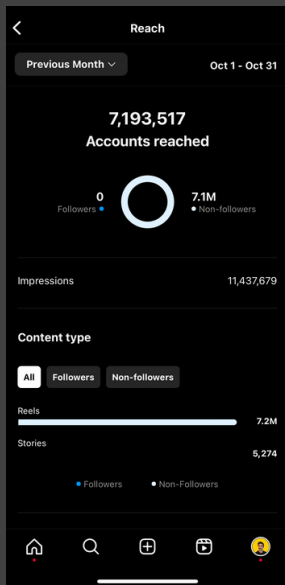 Reach
Previous Month
Oct 1 - Oct 31
7,193,517
Accounts reached
0
Followers
7.1M
Non-followers
Impressions
11,437,679
Content type
All
Followers
Non-followers
Reels
7.2M
Stories
5,274
Followers
Non-Followers